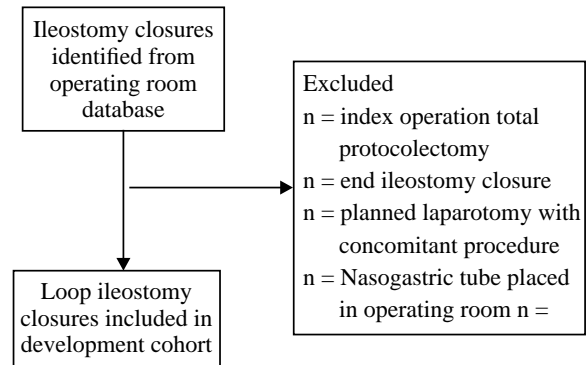 Ileostomy closures
identified from
operating room
database
Excluded
n = index operation total
protocolectomy
n = end ileostomy closure
n = planned laparotomy with
concomitant procedure
n = Nasogastric tube placed
in operating room n =
Loop ileostomy
closures included in
development cohort